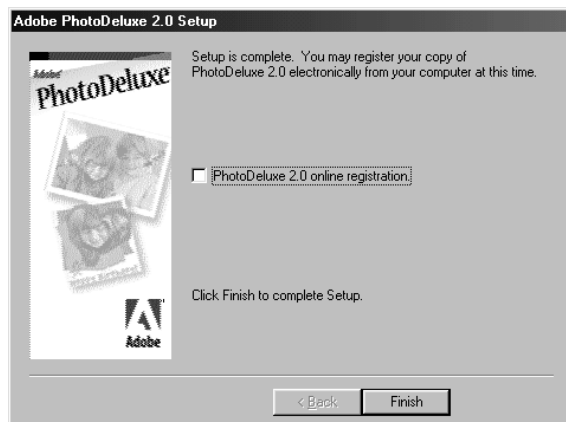 Adobe PhotoDeluxe 2.0 Setup
Adobe
PhotoDeluxe
Happy Birthday!
Adobe
Setup is complete. You may register your copy of
PhotoDeluxe 2.0 electronically from your computer at this time.
PhotoDeluxe 2.0 online registration.
Click Finish to complete Setup.
< Back
Finish